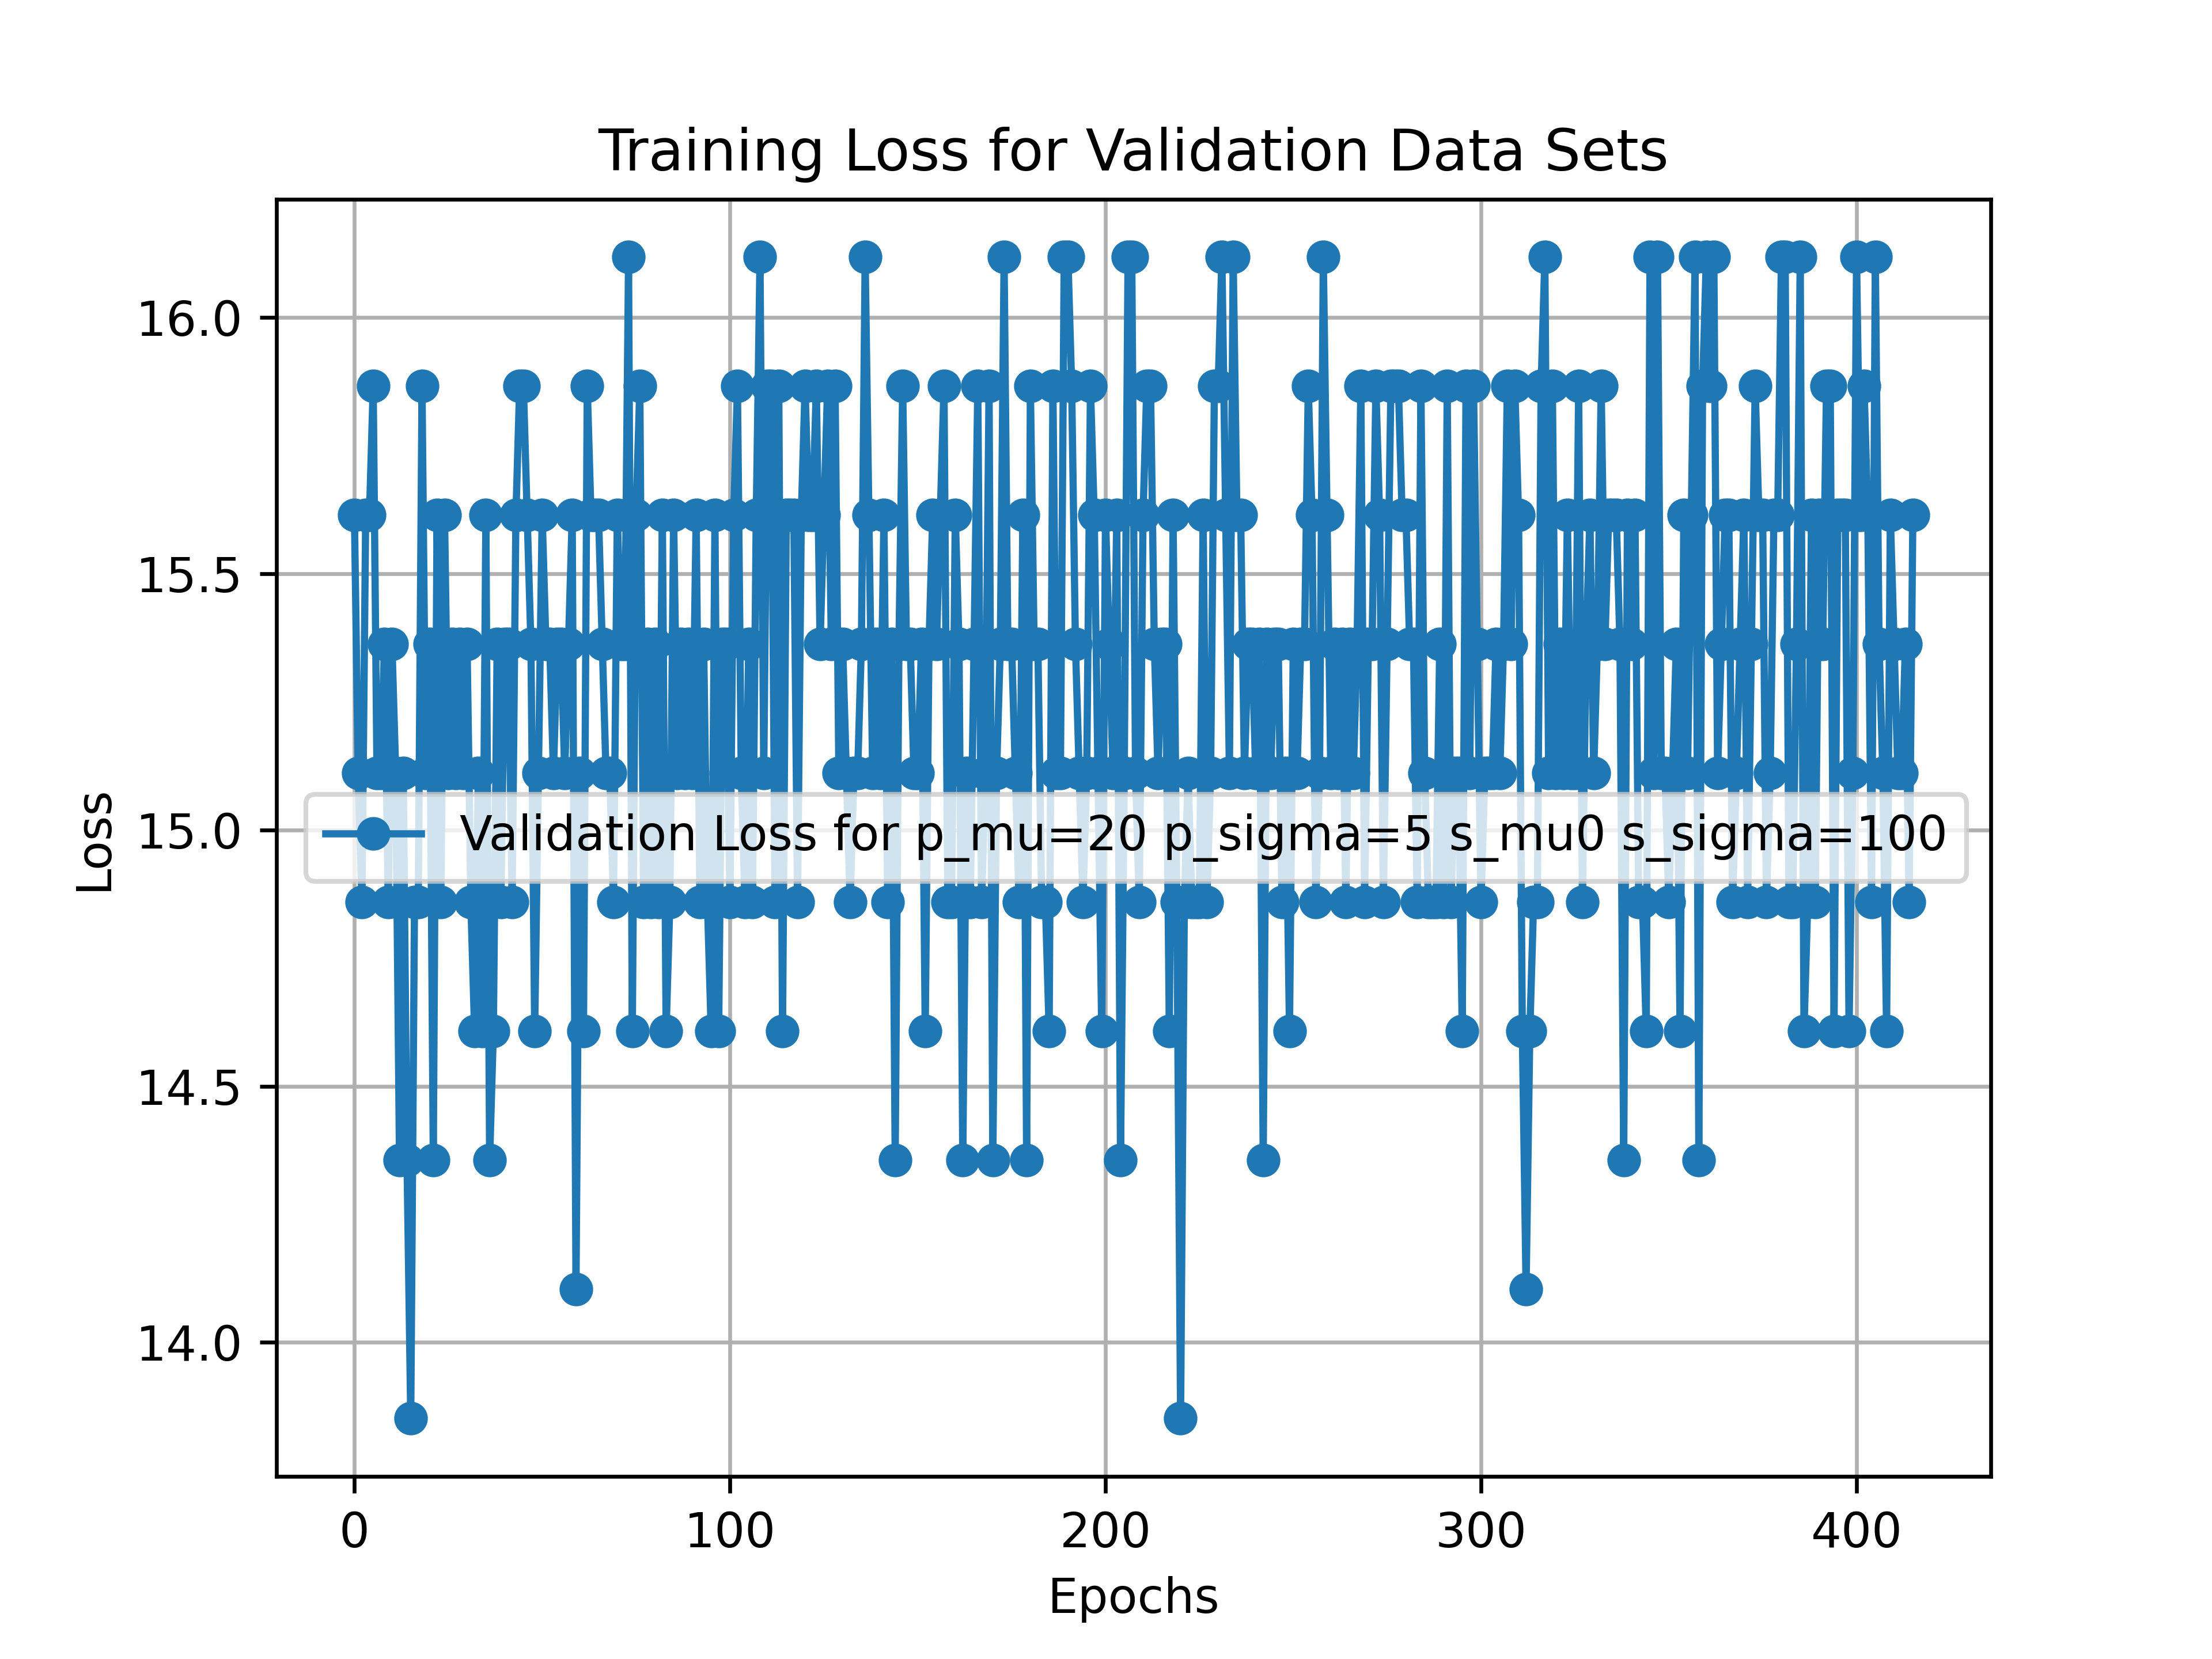 Training Loss for Validation Data Sets
16.0
15.5
15.0
14.5
14.0
Loss
Validation Loss for p_mu=20 p_sigma=5 s_mu0 s_sigma=100
0 100 200 300 400
Epochs